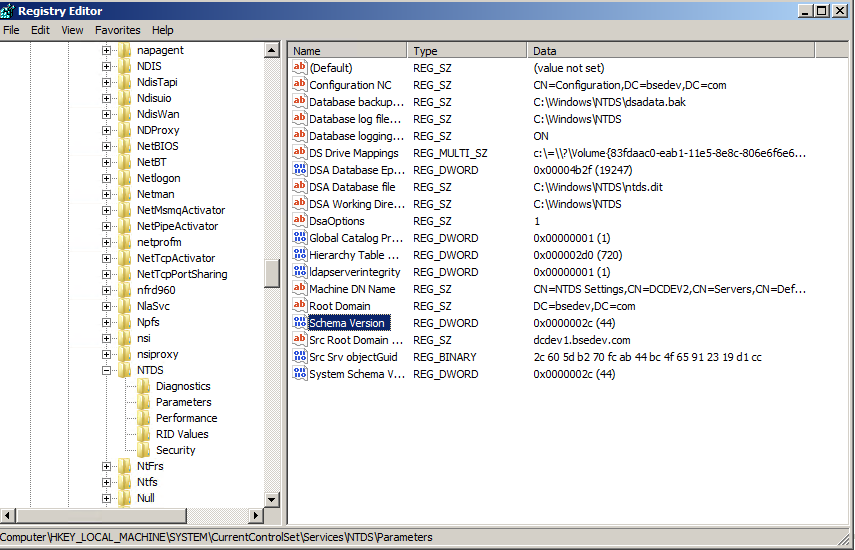 Registry Editor
File Edit View Favorites Help
napagent
NDIS
NdisTapi
Ndisuio
NdisWan
NDProxy
NetBIOS
NetBT
Netlogon
Netman
NetMsmqActivator
NetPipeActivator
netprofm
NetTcpActivator
NetTcpPortSharing
nfrd960
NlaSvc
Npfs
nsi
nsiproxy
NTDS
Diagnostics
Parameters
Performance
RID Values
Security
NtFrs
Ntfs
Null
Name Type Data
(Default) REG_SZ (value not set)
Configuration NC REG_SZ CN=Configuration,DC=bsedev,DC=com
Database backup... REG_SZ C:\Windows\NTDS\dsadata.bak
Database log file... REG_SZ C:\Windows\NTDS
Database logging... REG_SZ ON
DS Drive Mappings REG_MULTI_SZ c:\=\\?\Volume{83fdaac0-eab1-11e5-8e8c-806e6f6e6...
DSA Database Ep... REG_DWORD 0x00004b2f (19247)
DSA Database file REG_SZ C:\Windows\NTDS\ntds.dit
DSA Working Dire... REG_SZ C:\Windows\NTDS
DsaOptions REG_SZ 1
Global Catalog Pr... REG_DWORD 0x00000001 (1)
Hierarchy Table ... REG_DWORD 0x000002d0 (720)
ldapserverintegrity REG_DWORD 0x00000001 (1)
Machine DN Name REG_SZ CN=NTDS Settings,CN=DCDEV2,CN=Servers,CN=Def...
Root Domain REG_SZ DC=bsedev,DC=com
Schema Version REG_DWORD 0x0000002c (44)
Src Root Domain ... REG_SZ dcdev1.bsedev.com
Src Srv objectGuid REG_BINARY 2c 60 5d b2 70 fc ab 44 bc 4f 65 91 23 19 d1 cc
System Schema V... REG_DWORD 0x0000002c (44)
Computer\HKEY_LOCAL_MACHINE\SYSTEM\CurrentControlSet\Services\NTDS\Parameters